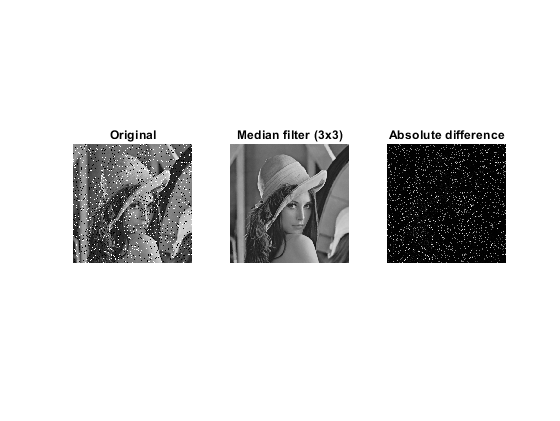 Original
Median filter (3x3)
Absolute difference